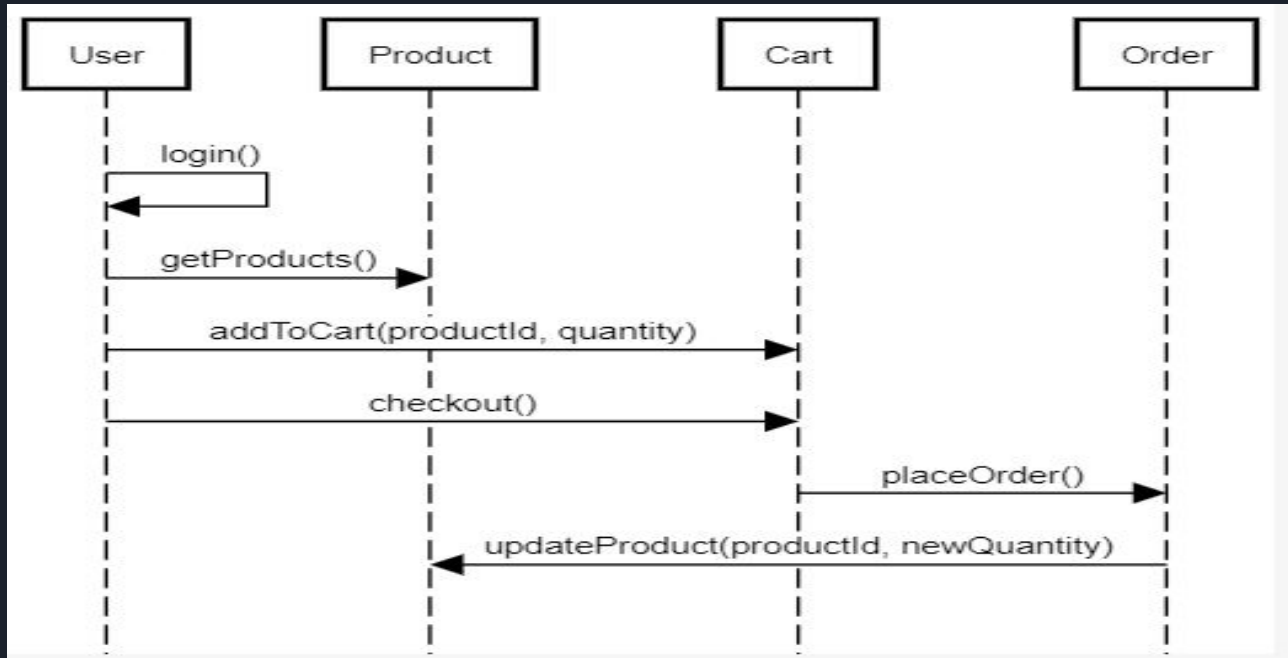 User
Product
Cart
Order
login()
getProducts()
addToCart(productId, quantity)
checkout()
placeOrder()
updateProduct(productId, newQuantity)